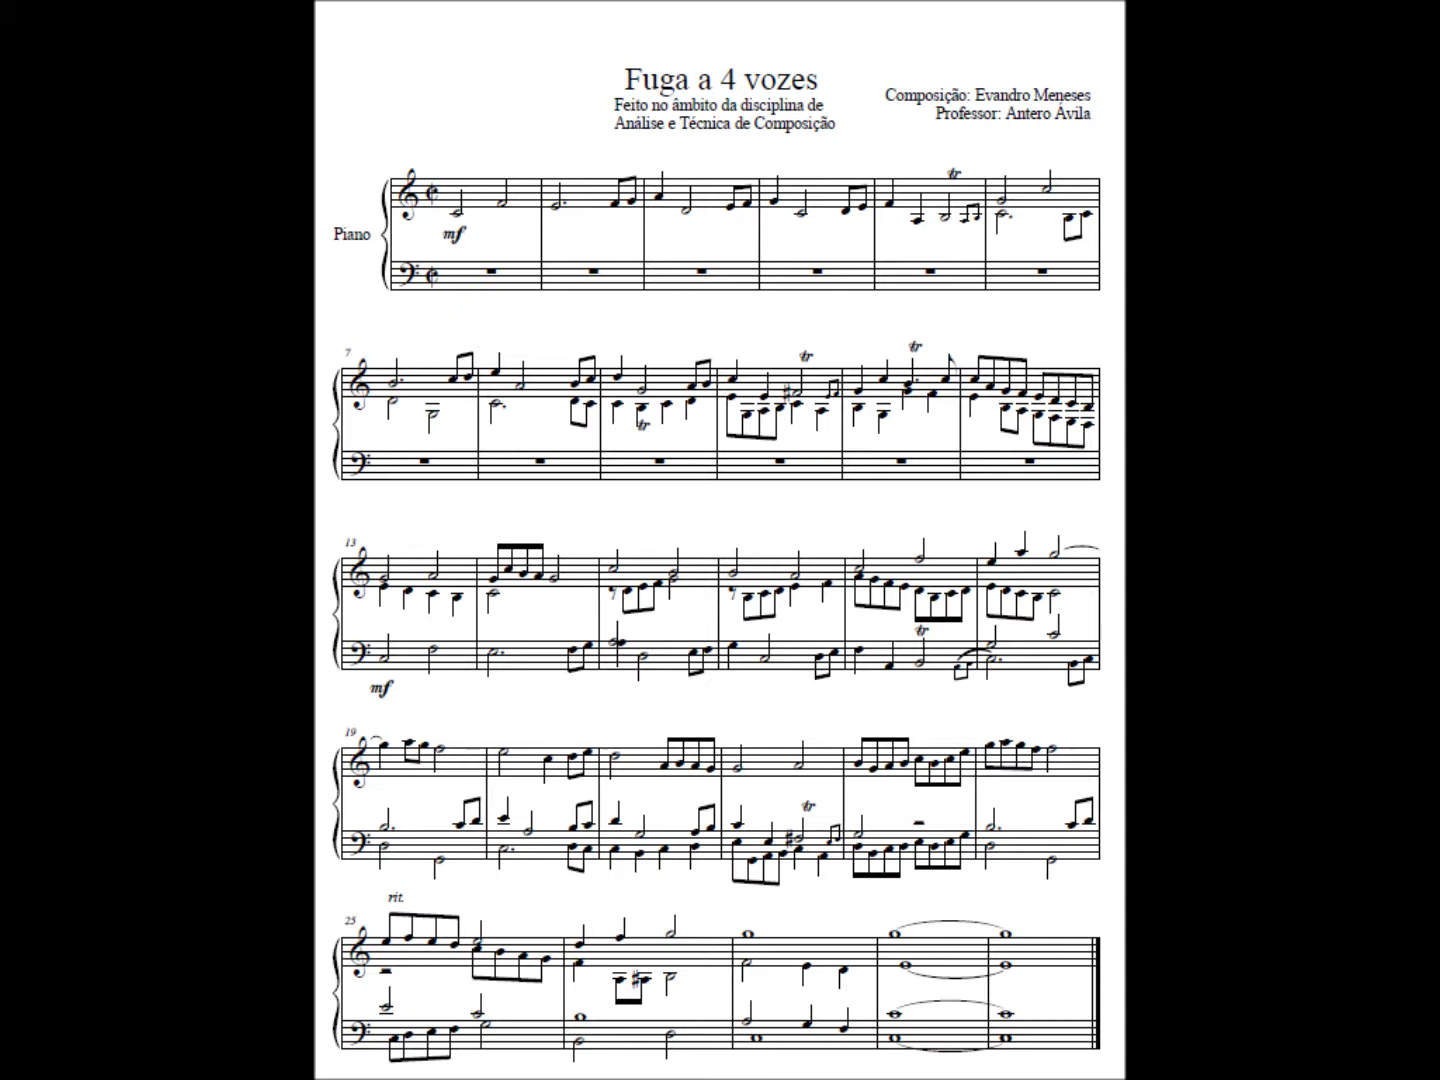 Fuga a 4 vozes
Feito no âmbito da disciplina de
Análise e Técnica de Composição
Composição: Evandro Meneses
Professor: Antero Ávila
tr
Piano
mf
7
tr
tr
tr
13
tr
mf
19
tr
rit.
25